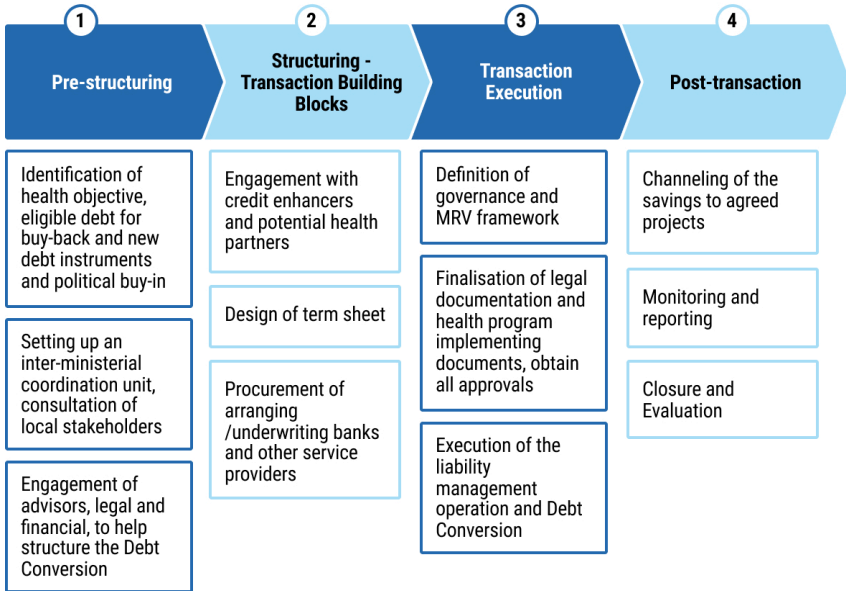 1
Pre-structuring
2
Structuring -
Transaction Building
Blocks
3
Transaction
Execution
4
Post-transaction
Identification of
health objective,
eligible debt for
buy-back and new
debt instruments
and political buy-in
Setting up an
inter-ministerial
coordination unit,
consultation of
local stakeholders
Engagement of
advisors, legal and
financial, to help
structure the Debt
Conversion
Engagement with
credit enhancers
and potential health
partners
Design of term sheet
Procurement of
arranging
/underwriting banks
and other service
providers
Definition of
governance and
MRV framework
Finalisation of legal
documentation and
health program
implementing
documents, obtain
all approvals
Execution of the
liability
management
operation and Debt
Conversion
Channeling of the
savings to agreed
projects
Monitoring and
reporting
Closure and
Evaluation